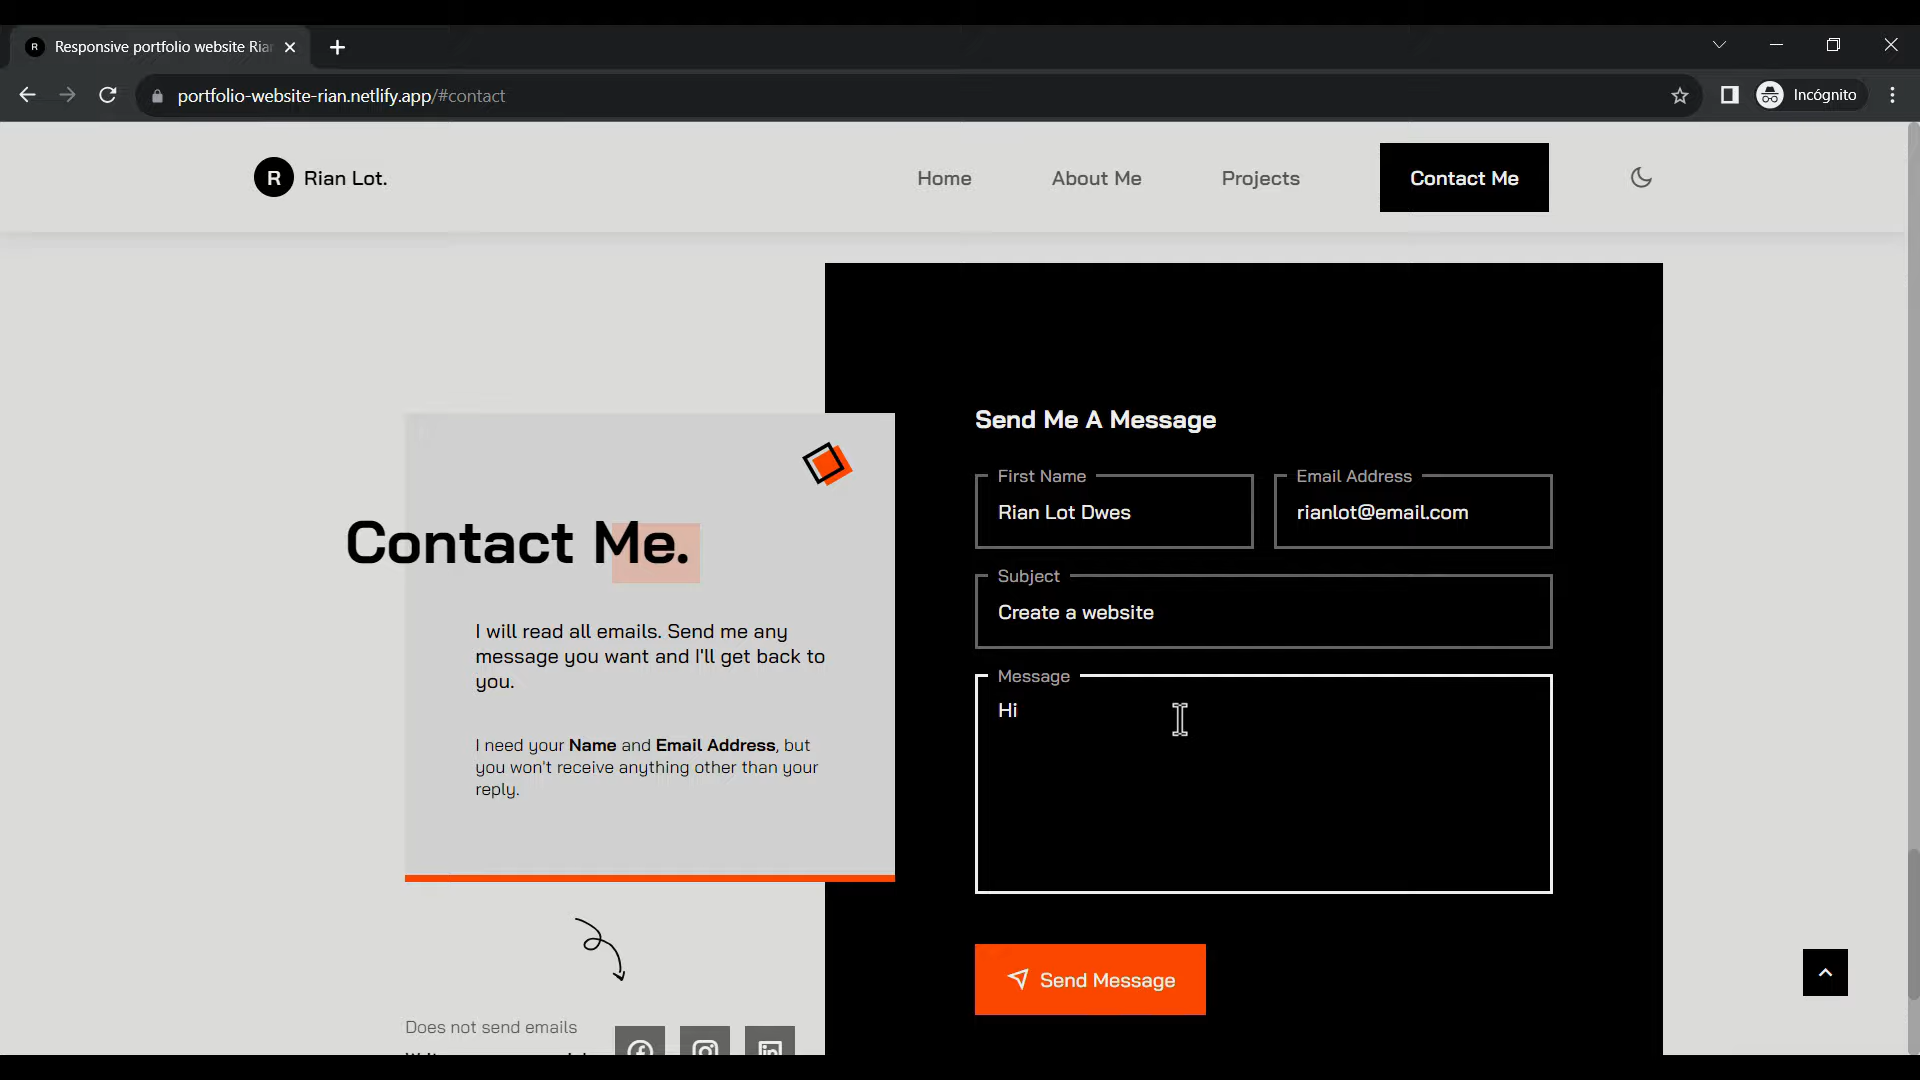 R Responsive portfolio website Ria
portfolio-website-rian.netlify.app/#contact
Incógnito
R Rian Lot.
Home
About Me
Projects
Contact Me
Contact Me.
I will read all emails. Send me any
message you want and I'll get back to
you.
I need your Name and Email Address, but
you won't receive anything other than your
reply.
Does not send emails
Send Me A Message
First Name
Rian Lot Dwes
Email Address
rianlot@email.com
Subject
Create a website
Message
Hi
Send Message